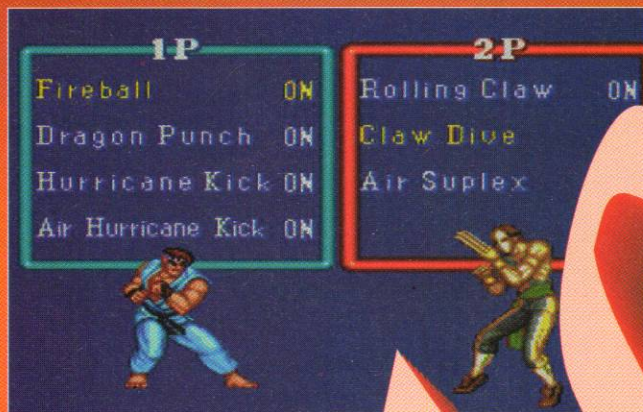 1P
Fireball ON
Dragon Punch ON
Hurricane Kick ON
Air Hurricane Kick ON
2P
Rolling Claw ON
Claw Dive
Air Suplex